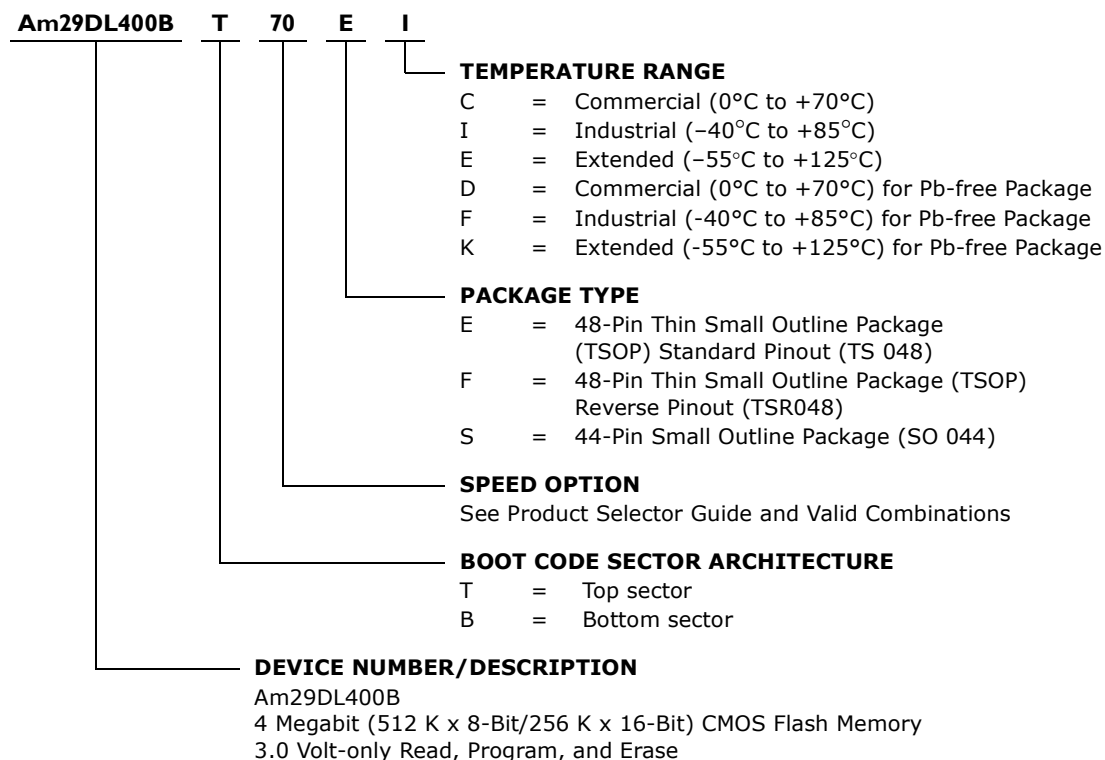 Am29DL400B T 70 E I
TEMPERATURE RANGE
C = Commercial (0°C to +70°C)
I = Industrial (–40°C to +85°C)
E = Extended (–55°C to +125°C)
D = Commercial (0°C to +70°C) for Pb-free Package
F = Industrial (-40°C to +85°C) for Pb-free Package
K = Extended (-55°C to +125°C) for Pb-free Package
PACKAGE TYPE
E = 48-Pin Thin Small Outline Package
(TSOP) Standard Pinout (TS 048)
F = 48-Pin Thin Small Outline Package (TSOP)
Reverse Pinout (TSR048)
S = 44-Pin Small Outline Package (SO 044)
SPEED OPTION
See Product Selector Guide and Valid Combinations
BOOT CODE SECTOR ARCHITECTURE
T = Top sector
B = Bottom sector
DEVICE NUMBER/DESCRIPTION
Am29DL400B
4 Megabit (512 K x 8-Bit/256 K x 16-Bit) CMOS Flash Memory
3.0 Volt-only Read, Program, and Erase